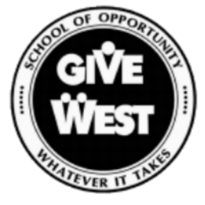 SCHOOL OF OPPORTUNITY
GIVE
WEST
WHATEVER IT TAKES